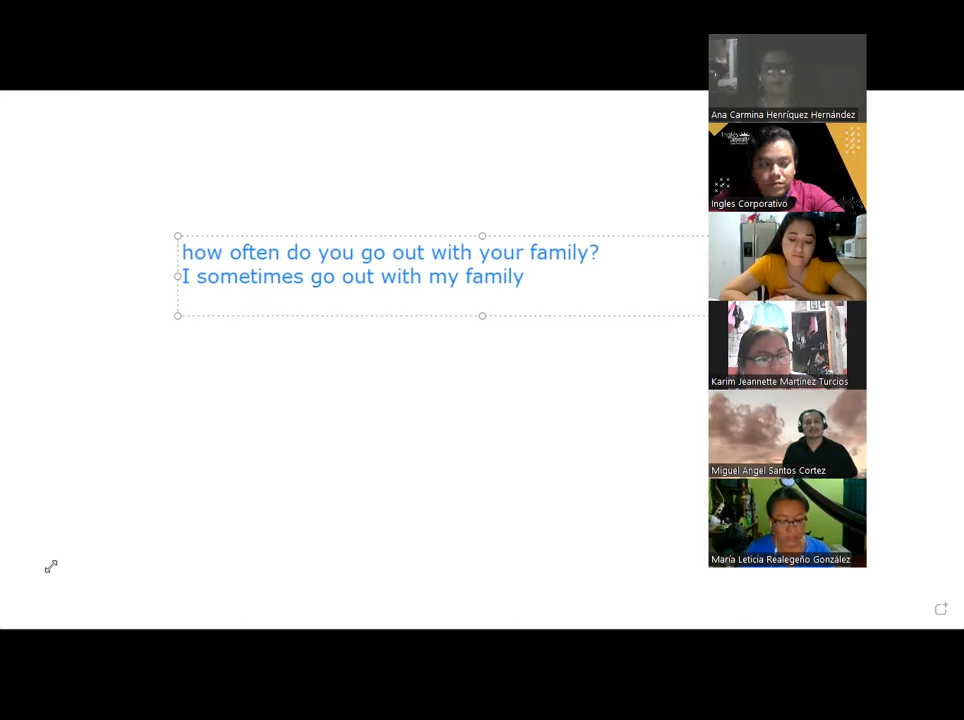 how often do you go out with your family?
I sometimes go out with my family
Ana Carmina Henríquez Hernández
Ingles Corporativo
Karim Jeannette Martinez Turcios
Miguel Angel Santos Cortez
María Leticia Realegeño González